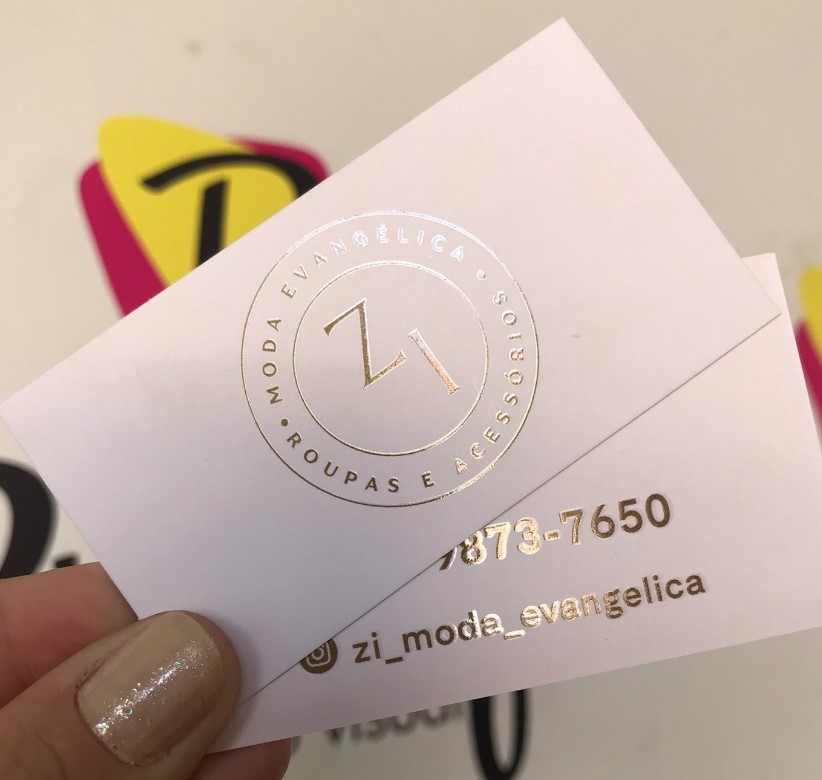 MODA EVANGÉLICA • ROUPAS E ACESSÓRIOS •
ZI
9873-7650
zi_moda_evangelica